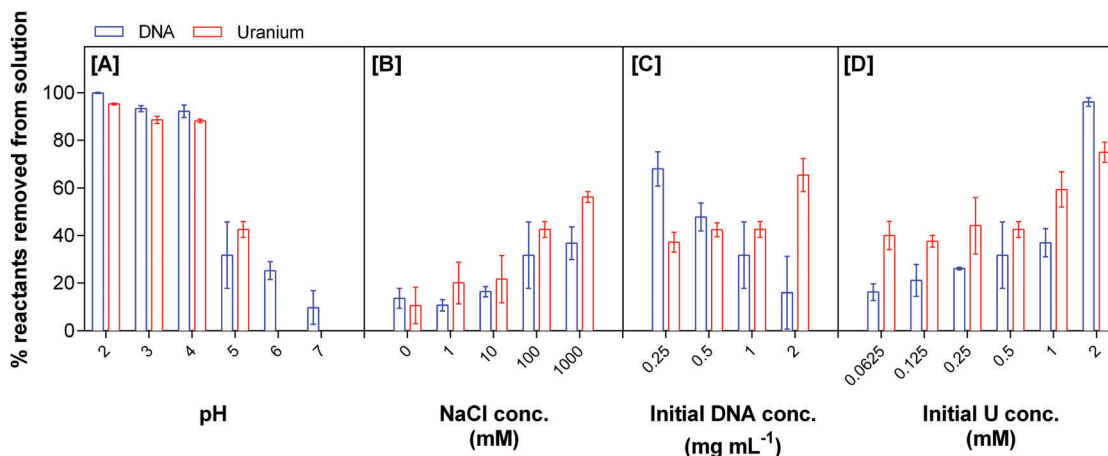 DNA Uranium
% reactants removed from solution
[A] [B] [C] [D]
100
80
60
40
20
0
2 3 4 5 6 7 0 1 10 100 1000 0.25 0.5 1 2 0.0625 0.125 0.25 0.5 1 2
pH NaCl conc. Initial DNA conc. Initial U conc.
(mM) (mg mL⁻¹) (mM)